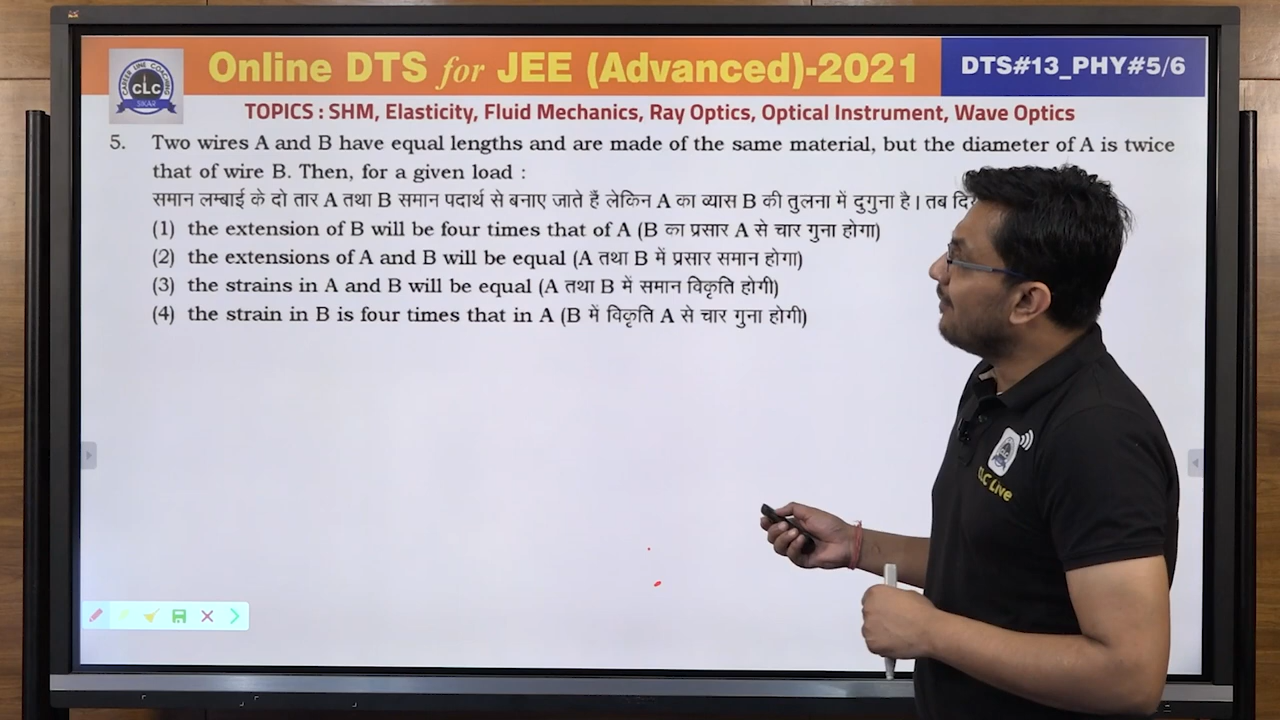 Online DTS for JEE (Advanced)-2021
DTS#13_PHY#5/6
CAREER LINE COACHING
CLC
SIKAR
TOPICS : SHM, Elasticity, Fluid Mechanics, Ray Optics, Optical Instrument, Wave Optics
5. Two wires A and B have equal lengths and are made of the same material, but the diameter of A is twice
that of wire B. Then, for a given load :
समान लम्बाई के दो तार A तथा B समान पदार्थ से बनाए जाते हैं लेकिन A का व्यास B की तुलना में दुगुना है। तब
(1) the extension of B will be four times that of A (B का प्रसार A से चार गुना होगा)
(2) the extensions of A and B will be equal (A तथा B में प्रसार समान होगा)
(3) the strains in A and B will be equal (A तथा B में समान विकृति होगी)
(4) the strain in B is four times that in A (B में विकृति A से चार गुना होगी)
CLC Live